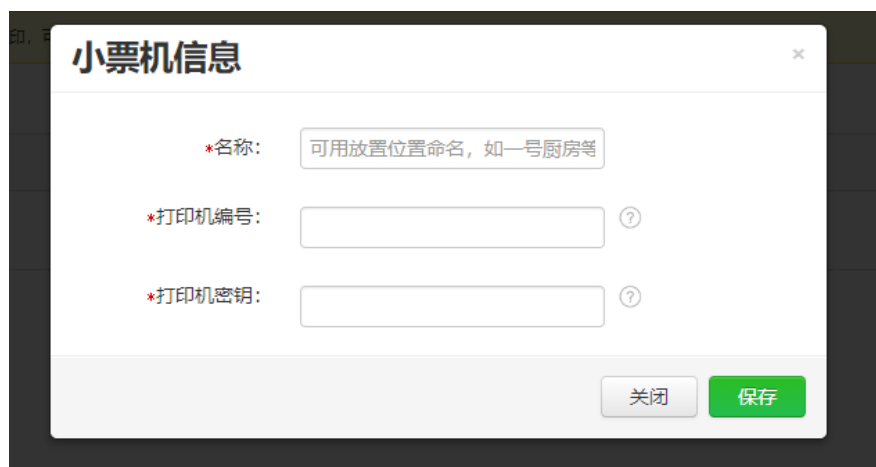 小票机信息
×
*名称:
可用放置位置命名，如一号厨房等
*打印机编号:
?
*打印机密钥:
?
关闭
保存